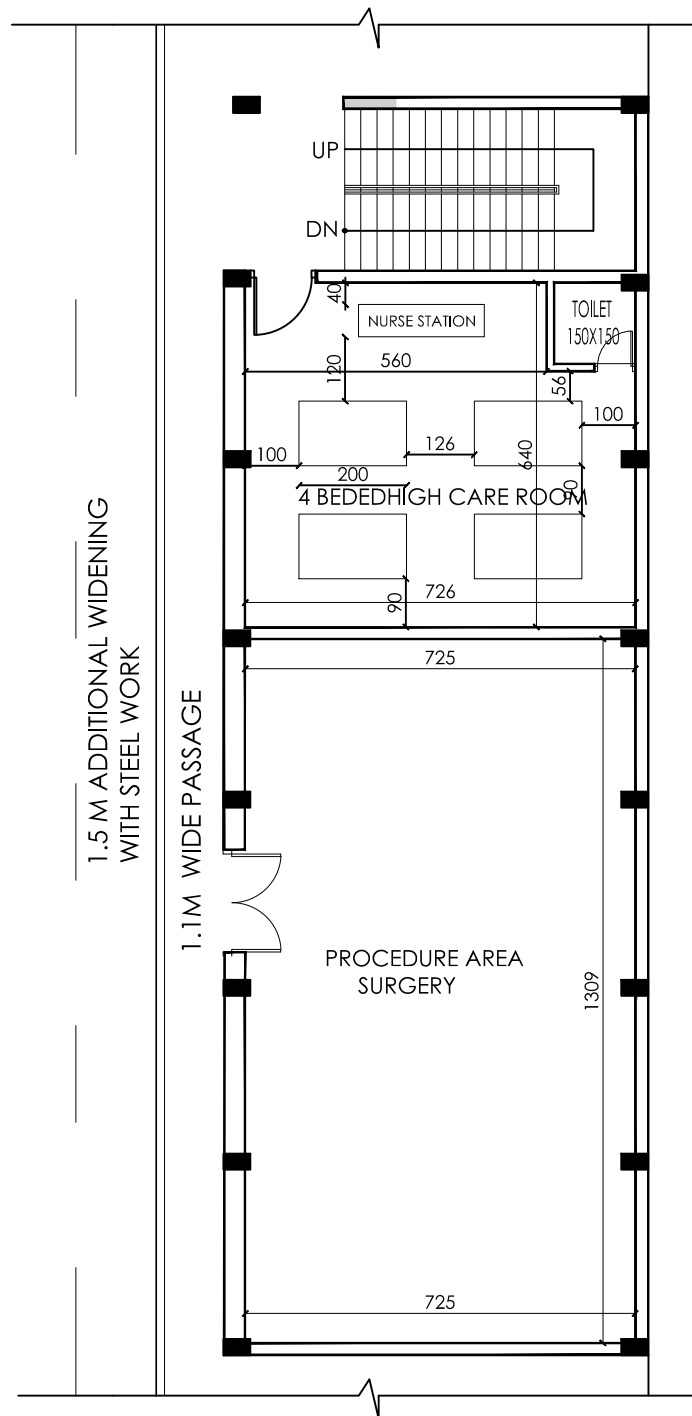 UP
DN
40
NURSE STATION
TOILET
150X150
560
120
56
100
100
126
640
200
90
4 BEDEDHIGH CARE ROOM
90
726
725
1.5 M ADDITIONAL WIDENING
WITH STEEL WORK
1.1M WIDE PASSAGE
PROCEDURE AREA
SURGERY
1309
725